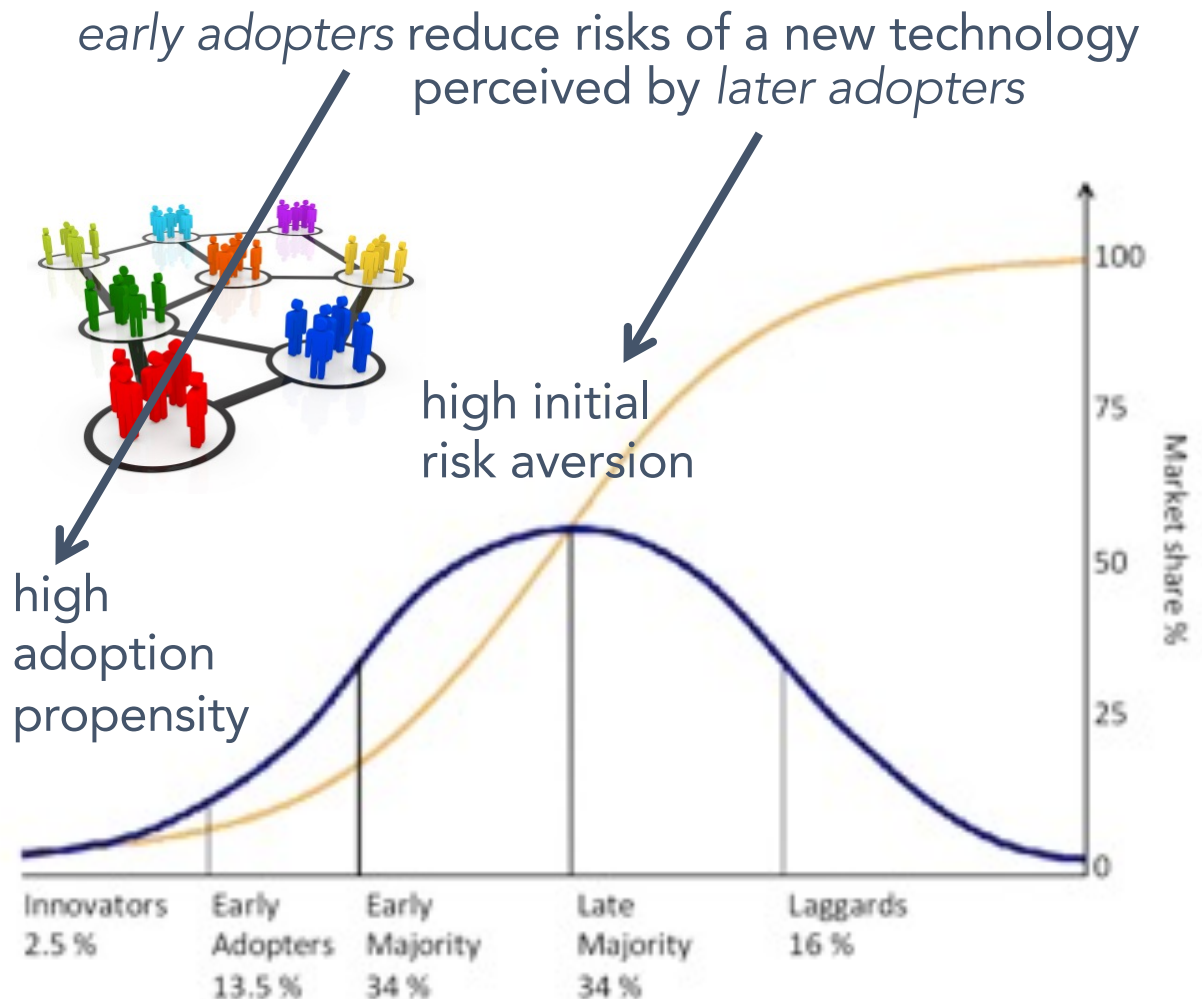 early adopters reduce risks of a new technology
perceived by later adopters
high initial
risk aversion
high
adoption
propensity
100
75
50
25
0
Market share %
Innovators
2.5 %
Early
Adopters
13.5 %
Early
Majority
34 %
Late
Majority
34 %
Laggards
16 %